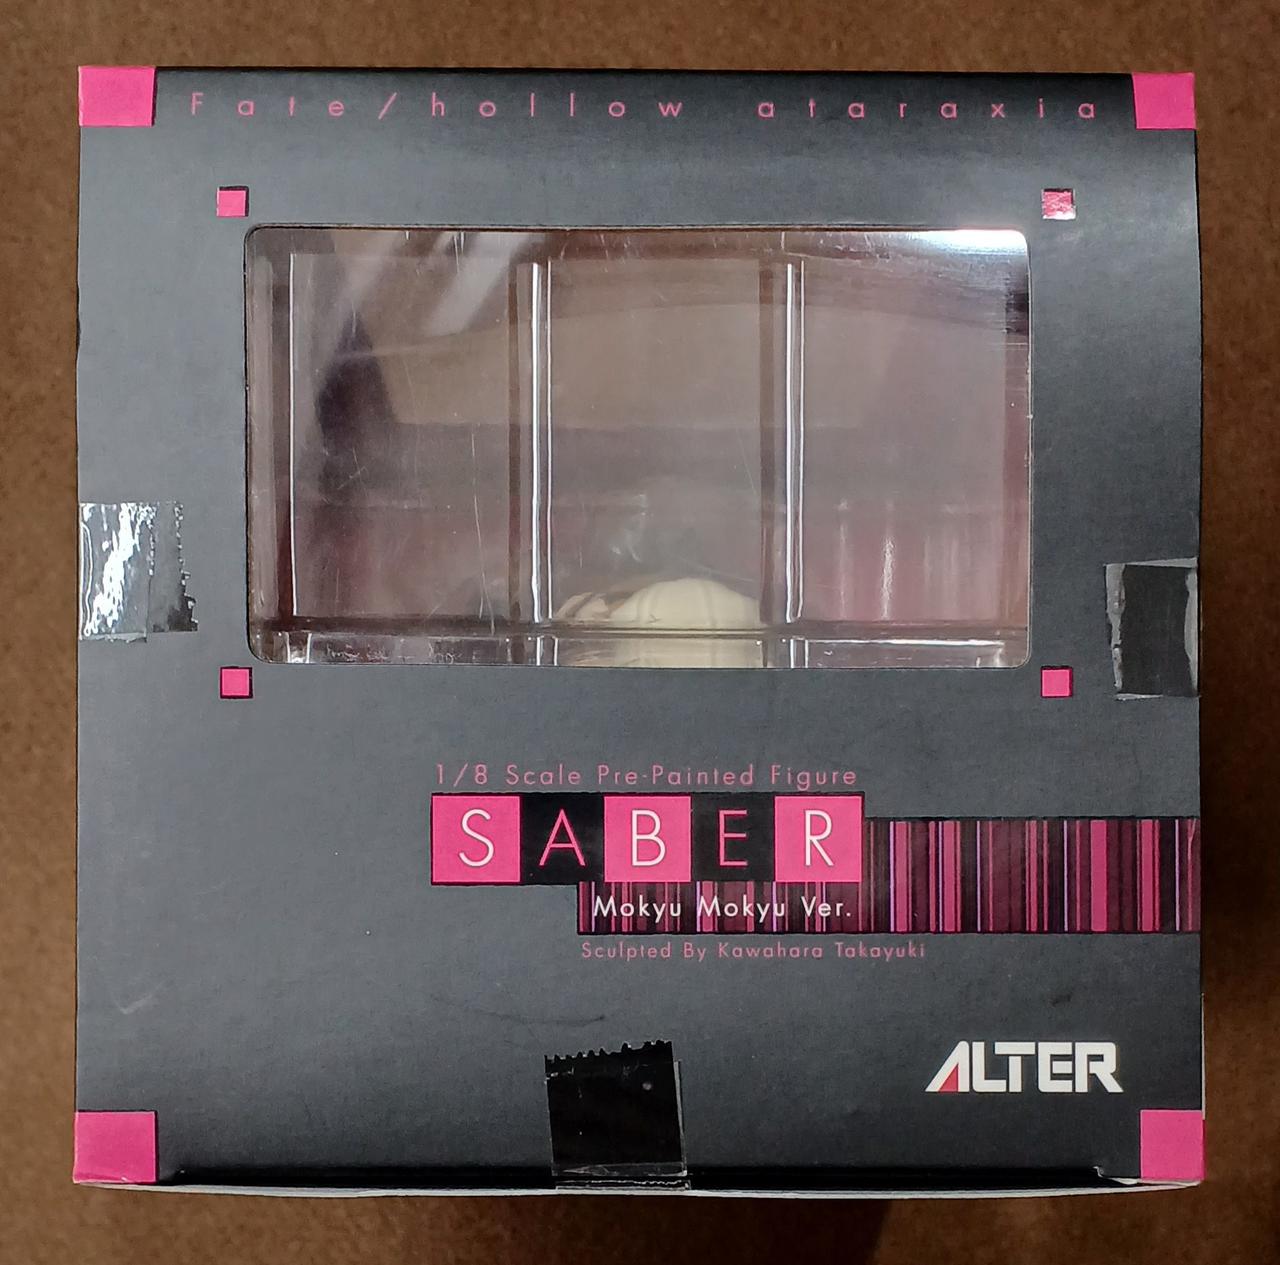 Fate/hollow ataraxia
1/8 Scale Pre-Painted Figure
SABER
Mokyu Mokyu Ver.
Sculpted By Kawahara Takayuki
ALTER